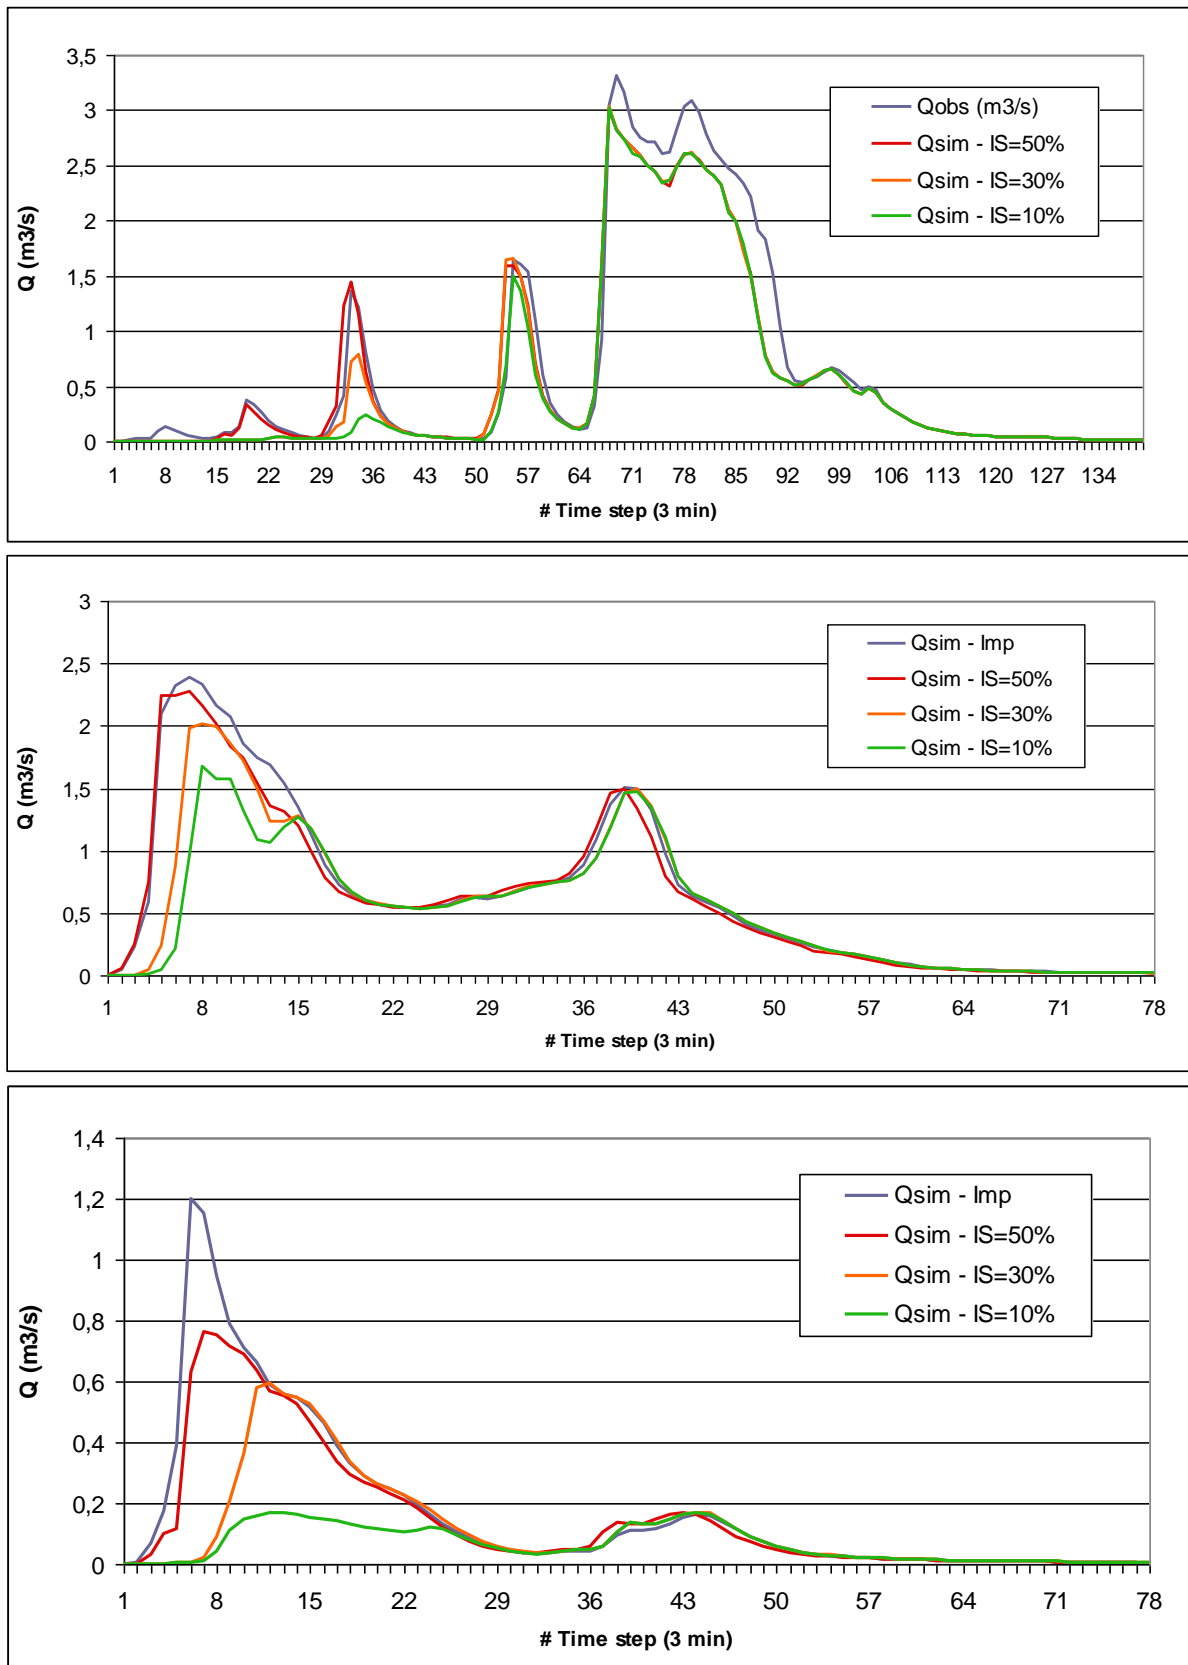 3,5
3
2,5
2
1,5
1
0,5
0
Q (m3/s)
Qobs (m3/s)
Qsim - IS=50%
Qsim - IS=30%
Qsim - IS=10%
1 8 15 22 29 36 43 50 57 64 71 78 85 92 99 106 113 120 127 134
# Time step (3 min)
3
2,5
2
1,5
1
0,5
0
Q (m3/s)
Qsim - Imp
Qsim - IS=50%
Qsim - IS=30%
Qsim - IS=10%
1 8 15 22 29 36 43 50 57 64 71 78
# Time step (3 min)
1,4
1,2
1
0,8
0,6
0,4
0,2
0
Q (m3/s)
Qsim - Imp
Qsim - IS=50%
Qsim - IS=30%
Qsim - IS=10%
1 8 15 22 29 36 43 50 57 64 71 78
# Time step (3 min)